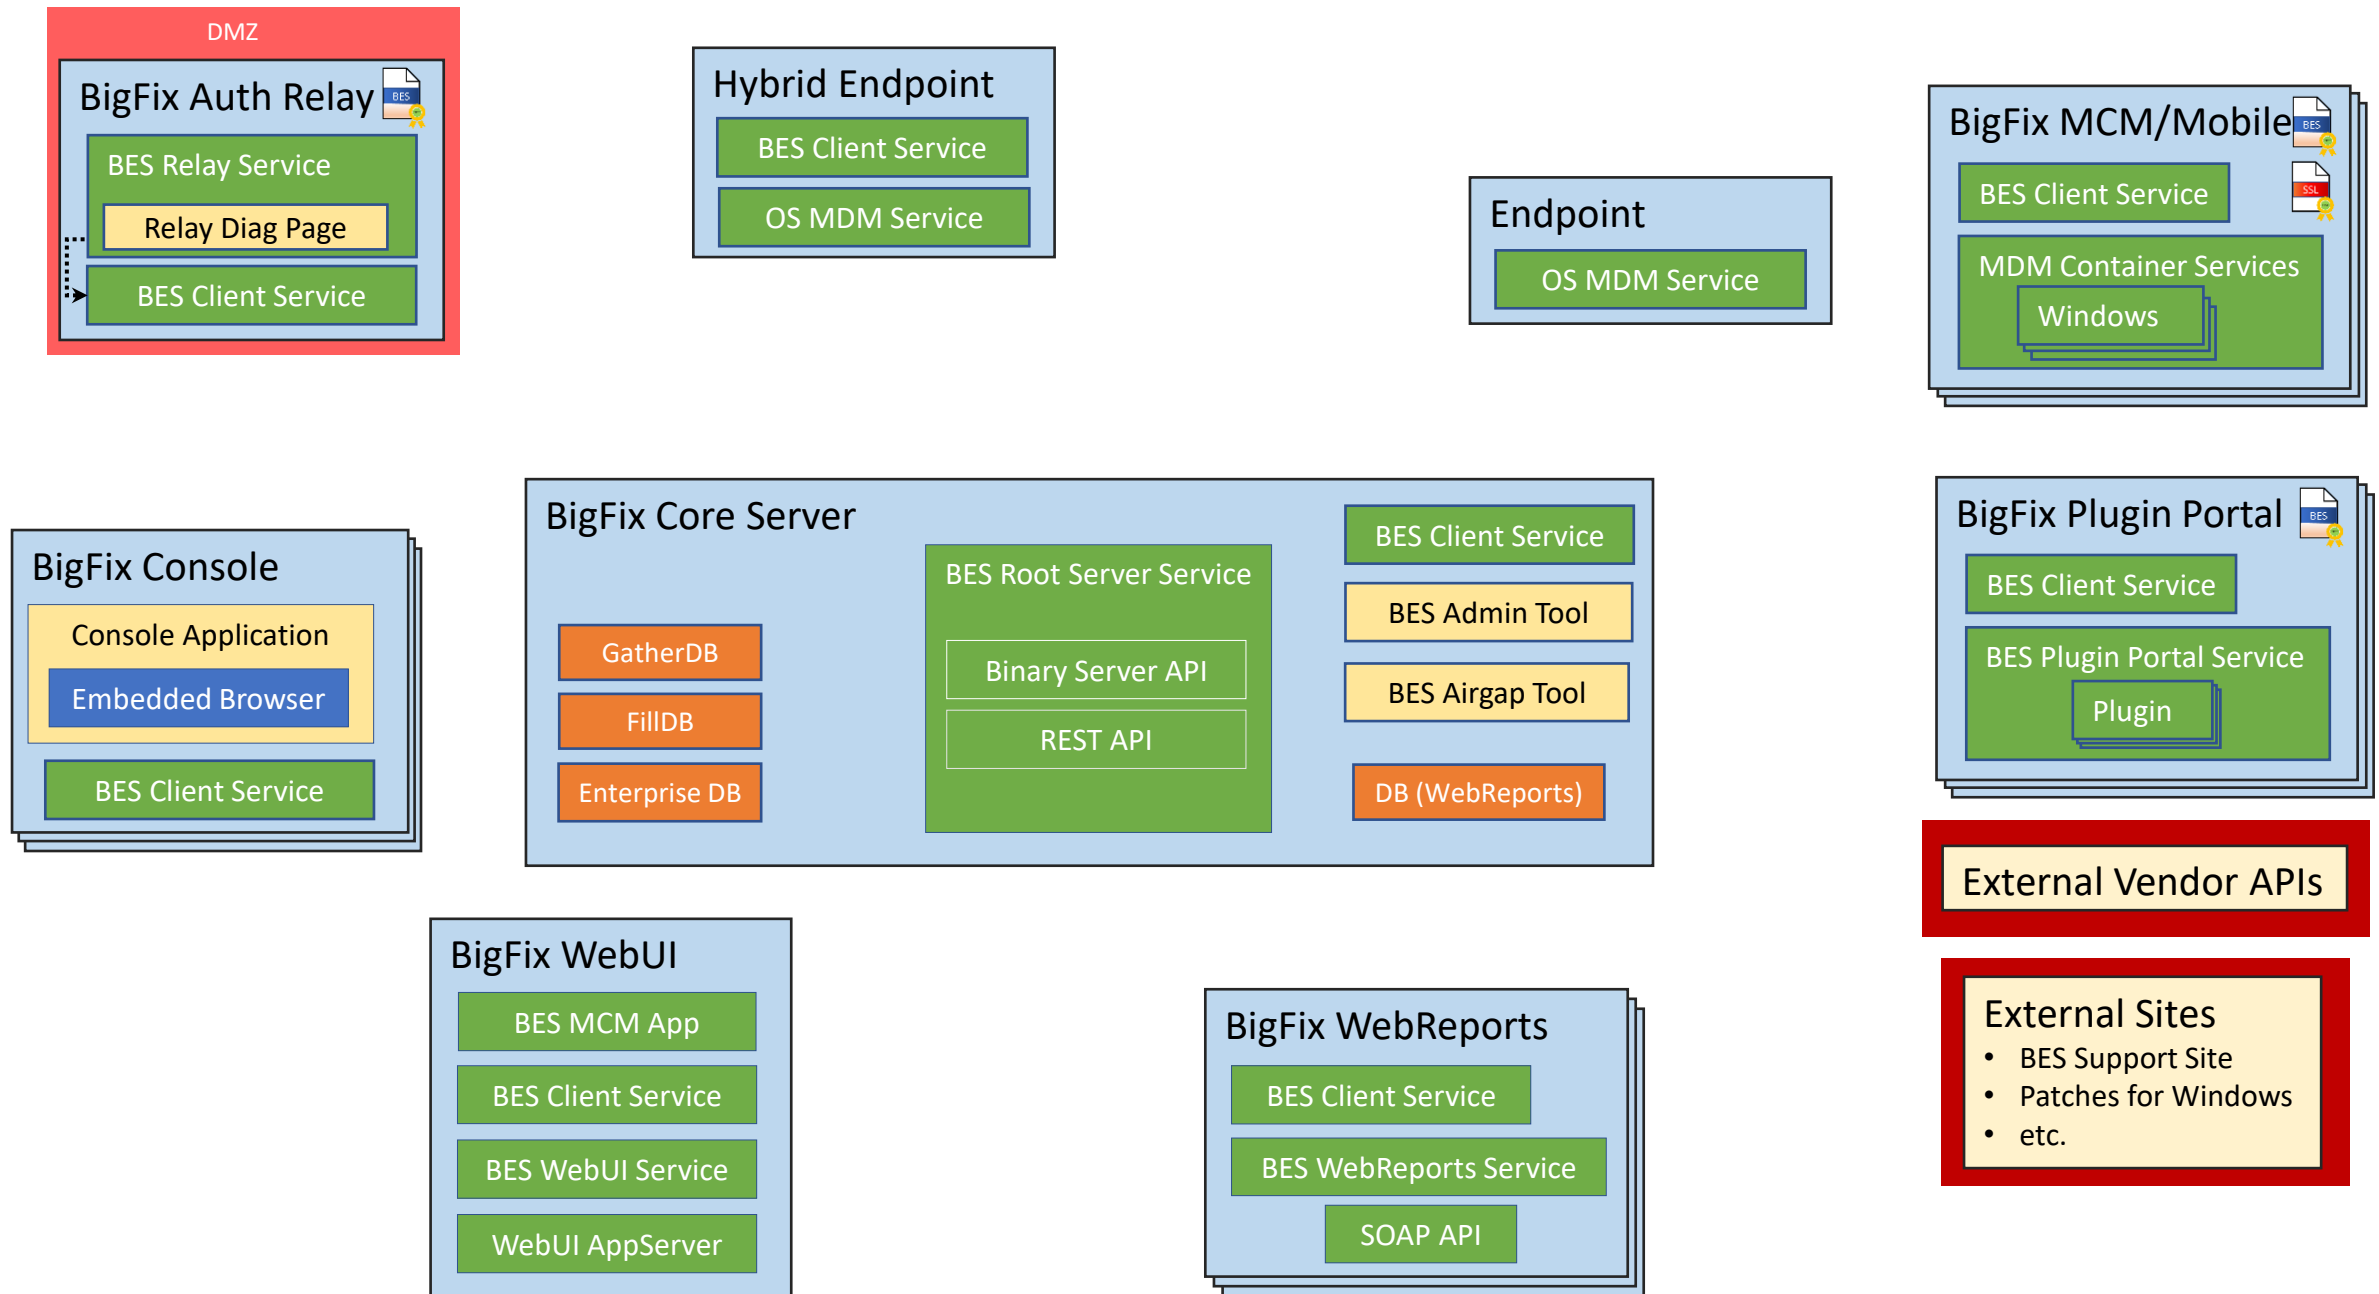 DMZ
BigFix Auth Relay
BES
BES Relay Service
Relay Diag Page
BES Client Service
Hybrid Endpoint
BES Client Service
OS MDM Service
Endpoint
OS MDM Service
BigFix MCM/Mobile
BES
BES Client Service
SSL
MDM Container Services
Windows
BigFix Console
Console Application
Embedded Browser
BES Client Service
BigFix Core Server
GatherDB
FillDB
Enterprise DB
BES Root Server Service
Binary Server API
REST API
BES Client Service
BES Admin Tool
BES Airgap Tool
DB (WebReports)
BigFix Plugin Portal
BES
BES Client Service
BES Plugin Portal Service
Plugin
External Vendor APIs
External Sites
• BES Support Site
• Patches for Windows
• etc.
BigFix WebUI
BES MCM App
BES Client Service
BES WebUI Service
WebUI AppServer
BigFix WebReports
BES Client Service
BES WebReports Service
SOAP API